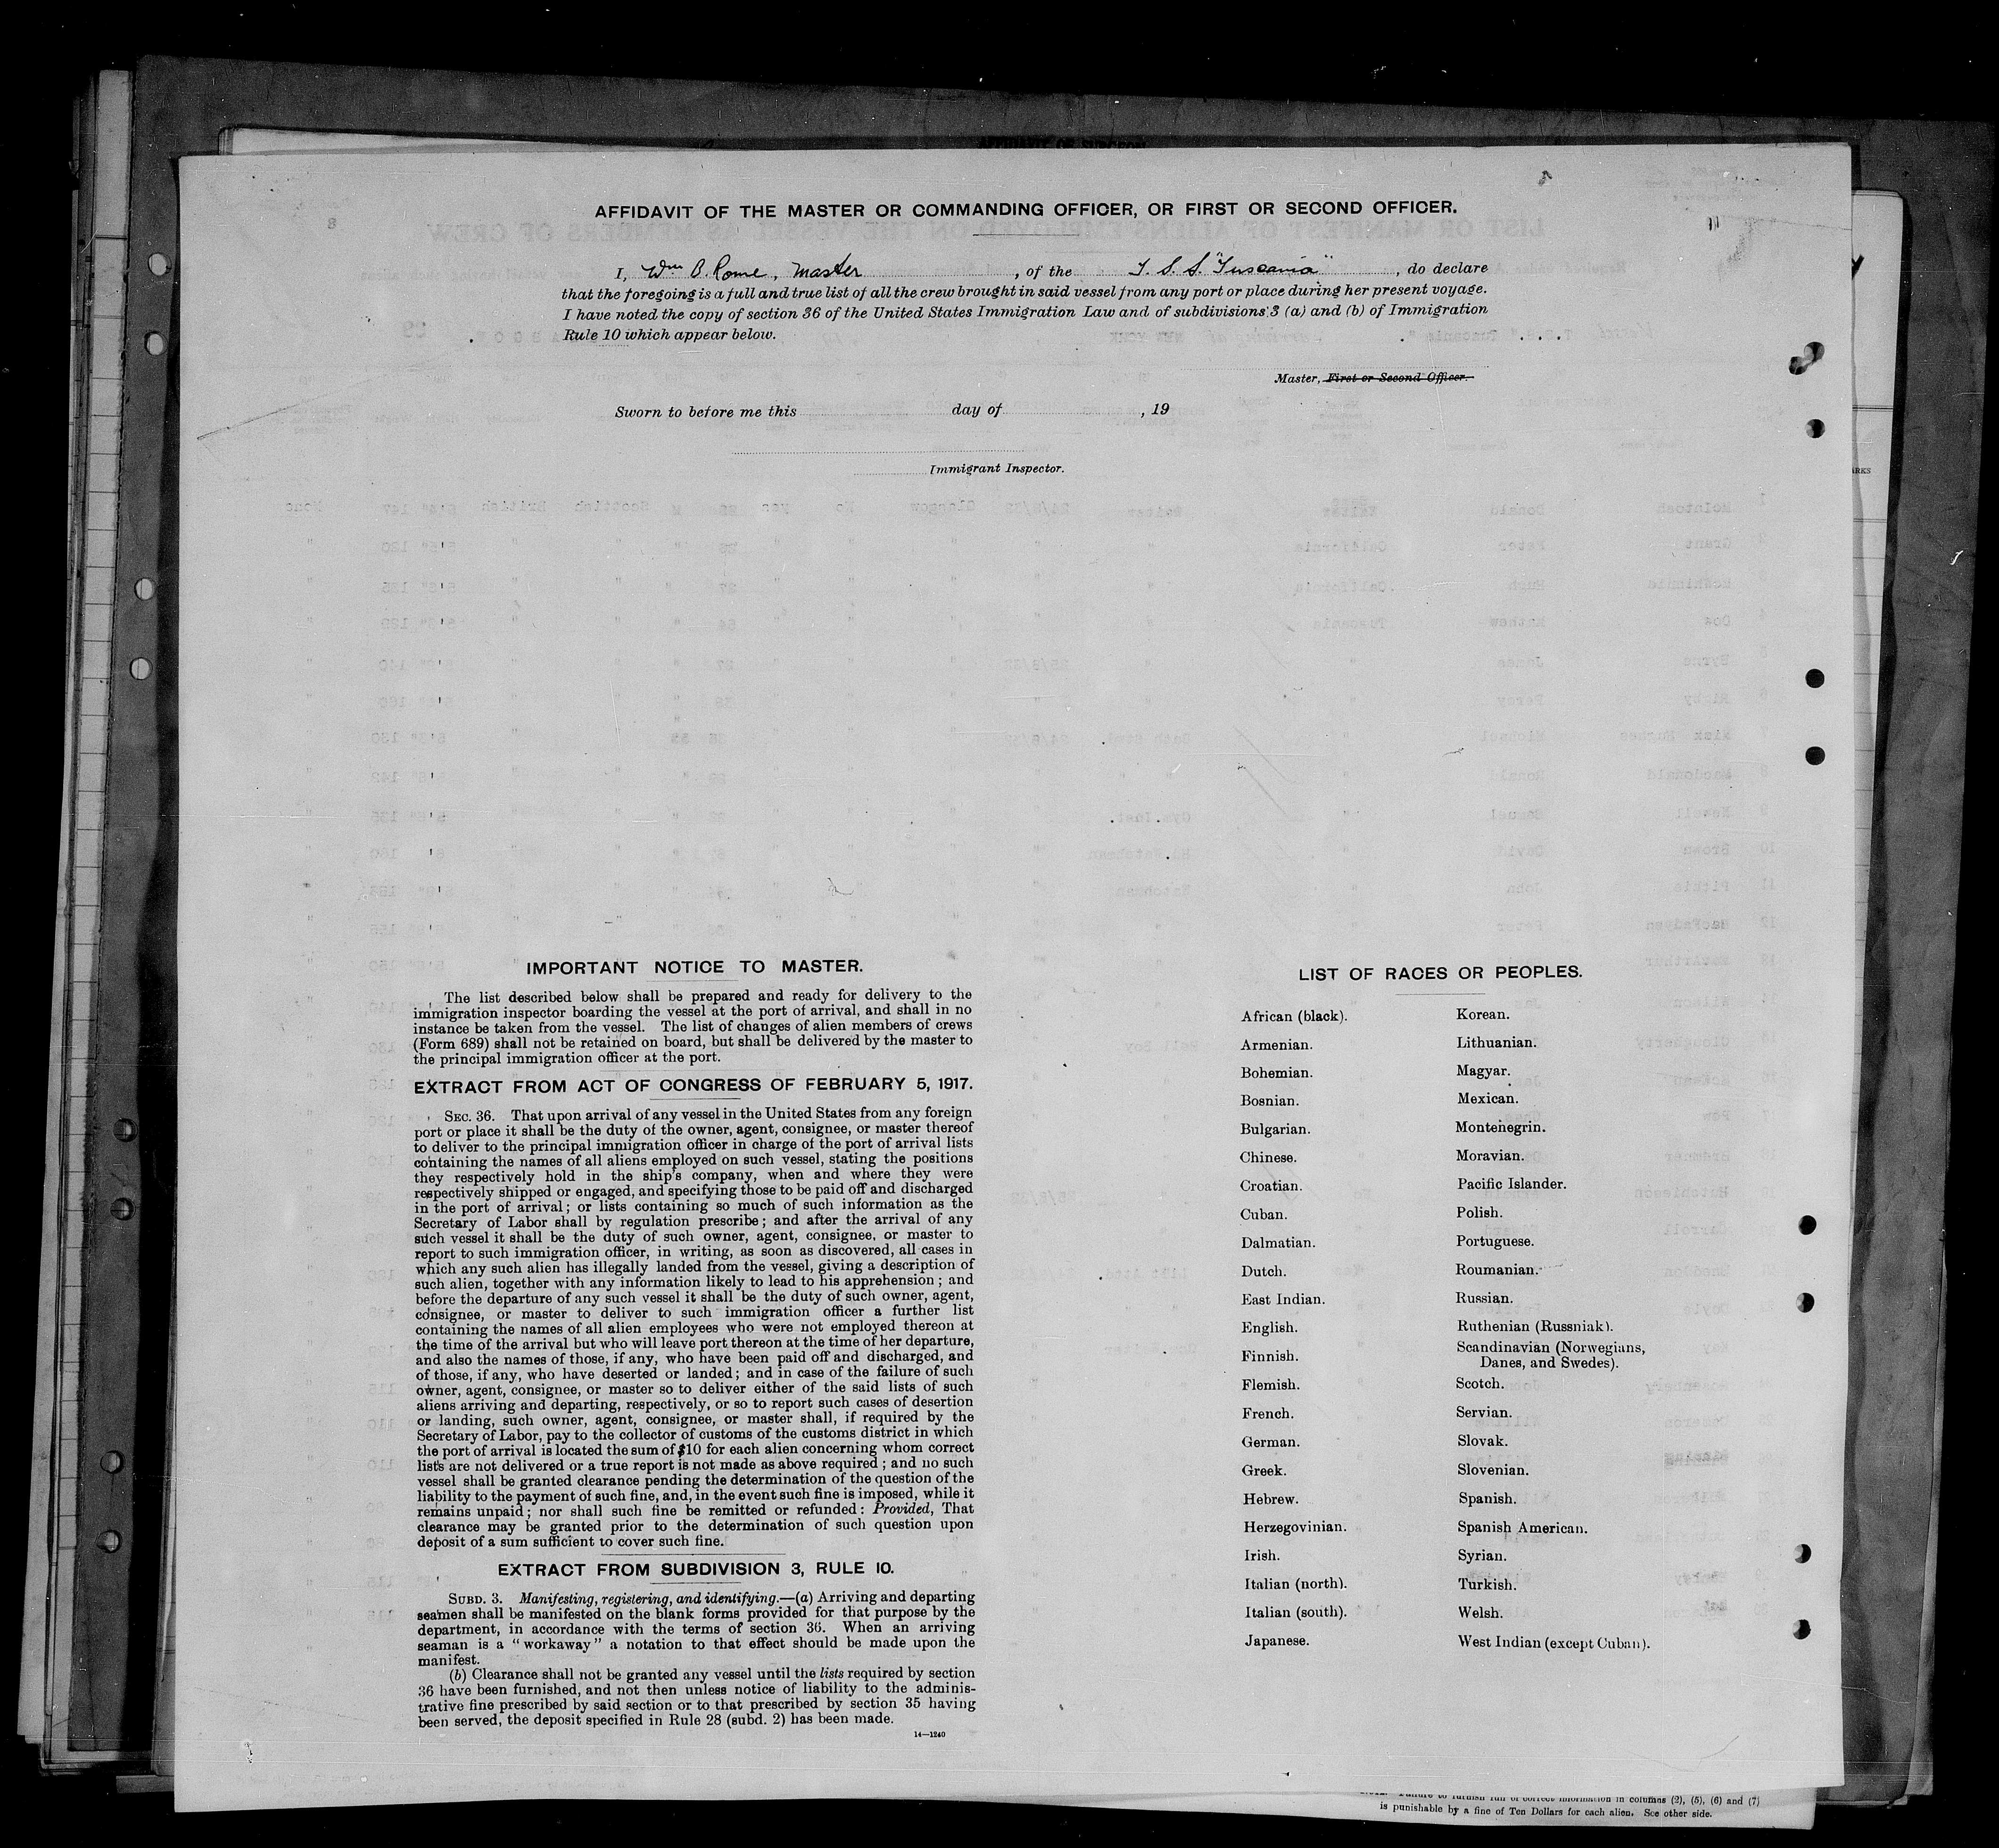 AFFIDAVIT OF THE MASTER OR COMMANDING OFFICER, OR FIRST OR SECOND OFFICER.
I, Wm B. Rome, Master, of the T. S. S. "Tuscania", do declare
that the foregoing is a full and true list of all the crew brought in said vessel from any port or place during her present voyage.
I have noted the copy of section 36 of the United States Immigration Law and of subdivisions 3 (a) and (b) of Immigration
Rule 10 which appear below.
Master, First or Second Officer.
Sworn to before me this day of , 19
Immigrant Inspector.
IMPORTANT NOTICE TO MASTER.
The list described below shall be prepared and ready for delivery to the
immigration inspector boarding the vessel at the port of arrival, and shall in no
instance be taken from the vessel. The list of changes of alien members of crews
(Form 689) shall not be retained on board, but shall be delivered by the master to
the principal immigration officer at the port.
EXTRACT FROM ACT OF CONGRESS OF FEBRUARY 5, 1917.
SEC. 36. That upon arrival of any vessel in the United States from any foreign
port or place it shall be the duty of the owner, agent, consignee, or master thereof
to deliver to the principal immigration officer in charge of the port of arrival lists
containing the names of all aliens employed on such vessel, stating the positions
they respectively hold in the ship's company, when and where they were
respectively shipped or engaged, and specifying those to be paid off and discharged
in the port of arrival; or lists containing so much of such information as the
Secretary of Labor shall by regulation prescribe; and after the arrival of any
such vessel it shall be the duty of such owner, agent, consignee, or master to
report to such immigration officer, in writing, as soon as discovered, all cases in
which any such alien has illegally landed from the vessel, giving a description of
such alien, together with any information likely to lead to his apprehension; and
before the departure of any such vessel it shall be the duty of such owner, agent,
consignee, or master to deliver to such immigration officer a further list
containing the names of all alien employees who were not employed thereon at
the time of the arrival but who will leave port thereon at the time of her departure,
and also the names of those, if any, who have been paid off and discharged, and
of those, if any, who have deserted or landed; and in case of the failure of such
owner, agent, consignee, or master so to deliver either of the said lists of such
aliens arriving and departing, respectively, or so to report such cases of desertion
or landing, such owner, agent, consignee, or master shall, if required by the
Secretary of Labor, pay to the collector of customs of the customs district in which
the port of arrival is located the sum of $10 for each alien concerning whom correct
lists are not delivered or a true report is not made as above required; and no such
vessel shall be granted clearance pending the determination of the question of the
liability to the payment of such fine, and, in the event such fine is imposed, while it
remains unpaid; nor shall such fine be remitted or refunded: Provided, That
clearance may be granted prior to the determination of such question upon
deposit of a sum sufficient to cover such fine.
EXTRACT FROM SUBDIVISION 3, RULE 10.
SUBD. 3. Manifesting, registering, and identifying.—(a) Arriving and departing
seamen shall be manifested on the blank forms provided for that purpose by the
department, in accordance with the terms of section 36. When an arriving
seaman is a "workaway" a notation to that effect should be made upon the
manifest.
(b) Clearance shall not be granted any vessel until the lists required by section
36 have been furnished, and not then unless notice of liability to the adminis-
trative fine prescribed by said section or to that prescribed by section 35 having
been served, the deposit specified in Rule 28 (subd. 2) has been made.
14—1240
LIST OF RACES OR PEOPLES.
African (black).
Armenian.
Bohemian.
Bosnian.
Bulgarian.
Chinese.
Croatian.
Cuban.
Dalmatian.
Dutch.
East Indian.
English.
Finnish.
Flemish.
French.
German.
Greek.
Hebrew.
Herzegovinian.
Irish.
Italian (north).
Italian (south).
Japanese.
Korean.
Lithuanian.
Magyar.
Mexican.
Montenegrin.
Moravian.
Pacific Islander.
Polish.
Portuguese.
Roumanian.
Russian.
Ruthenian (Russniak).
Scandinavian (Norwegians,
Danes, and Swedes).
Scotch.
Servian.
Slovak.
Slovenian.
Spanish.
Spanish American.
Syrian.
Turkish.
Welsh.
West Indian (except Cuban).
Failure to furnish full or correct information in columns (2), (5), (6) and (7)
is punishable by a fine of Ten Dollars for each alien. See other side.